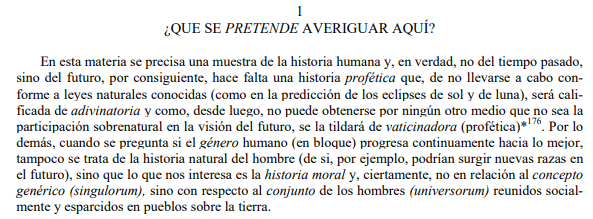 1
¿QUE SE PRETENDE AVERIGUAR AQUÍ?
En esta materia se precisa una muestra de la historia humana y, en verdad, no del tiempo pasado,
sino del futuro, por consiguiente, hace falta una historia profética que, de no llevarse a cabo con-
forme a leyes naturales conocidas (como en la predicción de los eclipses de sol y de luna), será cali-
ficada de adivinatoria y como, desde luego, no puede obtenerse por ningún otro medio que no sea la
participación sobrenatural en la visión del futuro, se la tildará de vaticinadora (profética)*176. Por lo
demás, cuando se pregunta si el género humano (en bloque) progresa continuamente hacia lo mejor,
tampoco se trata de la historia natural del hombre (de si, por ejemplo, podrían surgir nuevas razas en
el futuro), sino que lo que nos interesa es la historia moral y, ciertamente, no en relación al concepto
genérico (singulorum), sino con respecto al conjunto de los hombres (universorum) reunidos social-
mente y esparcidos en pueblos sobre la tierra.